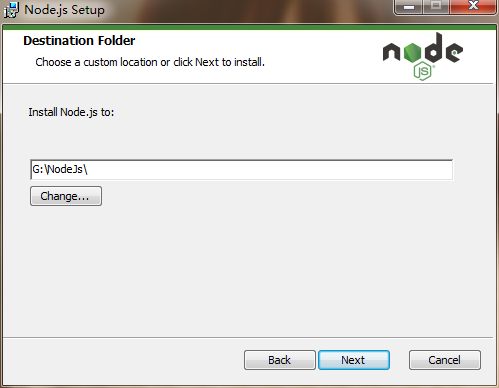 Node.js Setup
Destination Folder
Choose a custom location or click Next to install.
node
JS
Install Node.js to:
G:\NodeJs\
Change...
Back
Next
Cancel